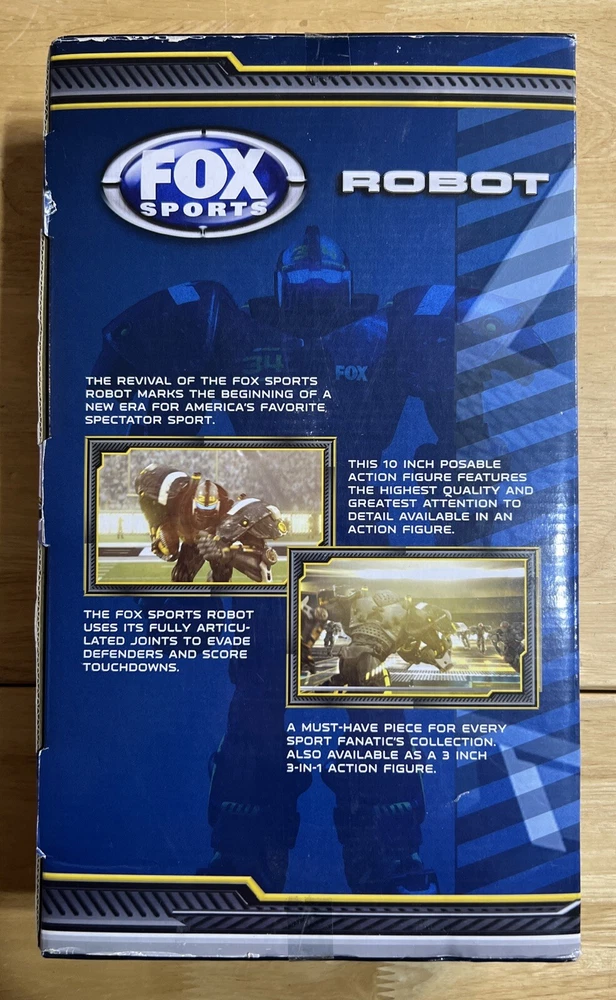 FOX
SPORTS
ROBOT
34
FOX
THE REVIVAL OF THE FOX SPORTS
ROBOT MARKS THE BEGINNING OF A
NEW ERA FOR AMERICA'S FAVORITE
SPECTATOR SPORT.
THIS 10 INCH POSABLE
ACTION FIGURE FEATURES
THE HIGHEST QUALITY AND
GREATEST ATTENTION TO
DETAIL AVAILABLE IN AN
ACTION FIGURE.
THE FOX SPORTS ROBOT
USES ITS FULLY ARTICU-
LATED JOINTS TO EVADE
DEFENDERS AND SCORE
TOUCHDOWNS.
A MUST-HAVE PIECE FOR EVERY
SPORT FANATIC'S COLLECTION.
ALSO AVAILABLE AS A 3 INCH
3-IN-1 ACTION FIGURE.